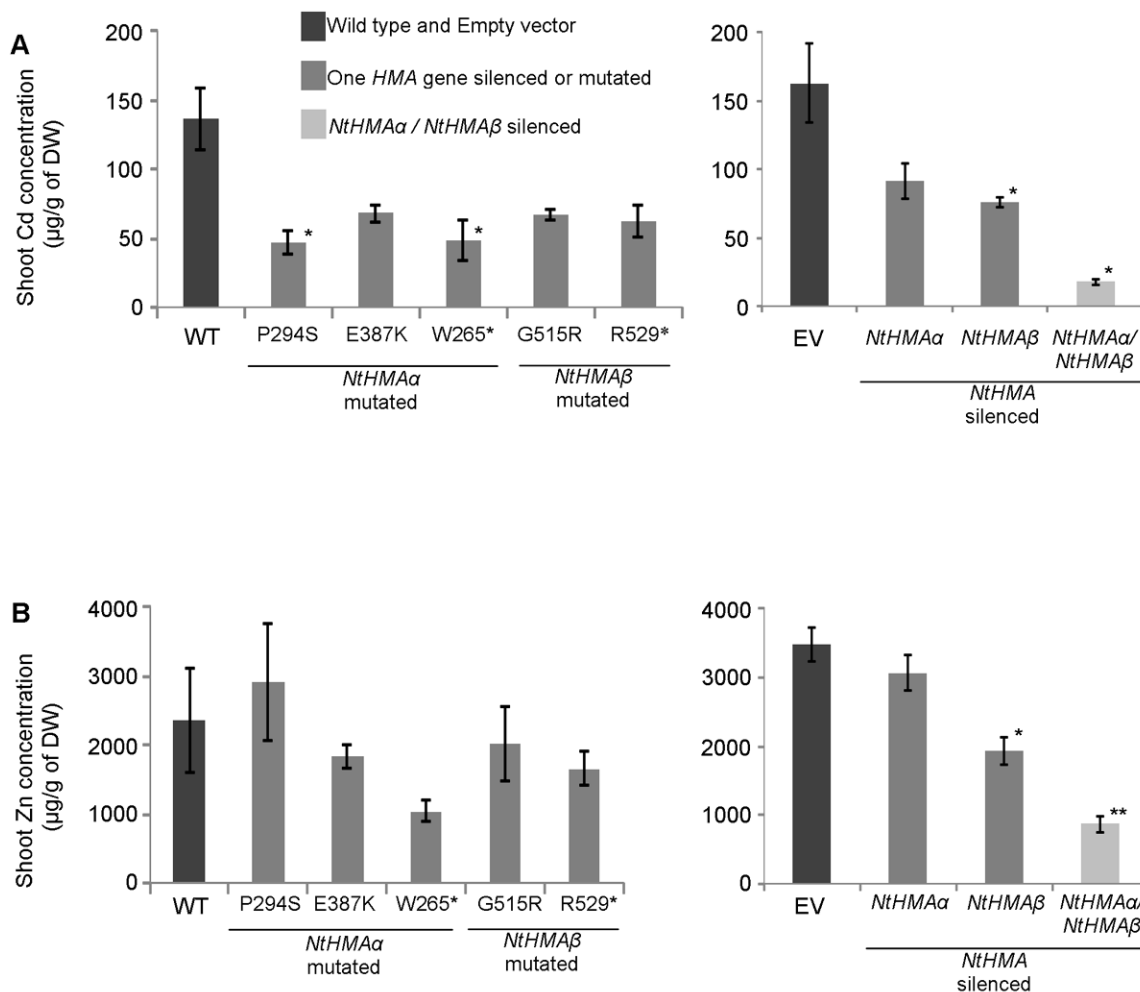 A
Shoot Cd concentration
(µg/g of DW)
200
150
100
50
0
Wild type and Empty vector
One HMA gene silenced or mutated
NtHMAα / NtHMAβ silenced
*
*
WT
P294S
E387K
W265*
G515R
R529*
NtHMAα
mutated
NtHMAβ
mutated
200
150
100
50
0
*
*
EV
NtHMAα
NtHMAβ
NtHMAα/
NtHMAβ
NtHMA
silenced
B
Shoot Zn concentration
(µg/g of DW)
4000
3000
2000
1000
0
WT
P294S
E387K
W265*
G515R
R529*
NtHMAα
mutated
NtHMAβ
mutated
4000
3000
2000
1000
0
*
**
EV
NtHMAα
NtHMAβ
NtHMAα/
NtHMAβ
NtHMA
silenced